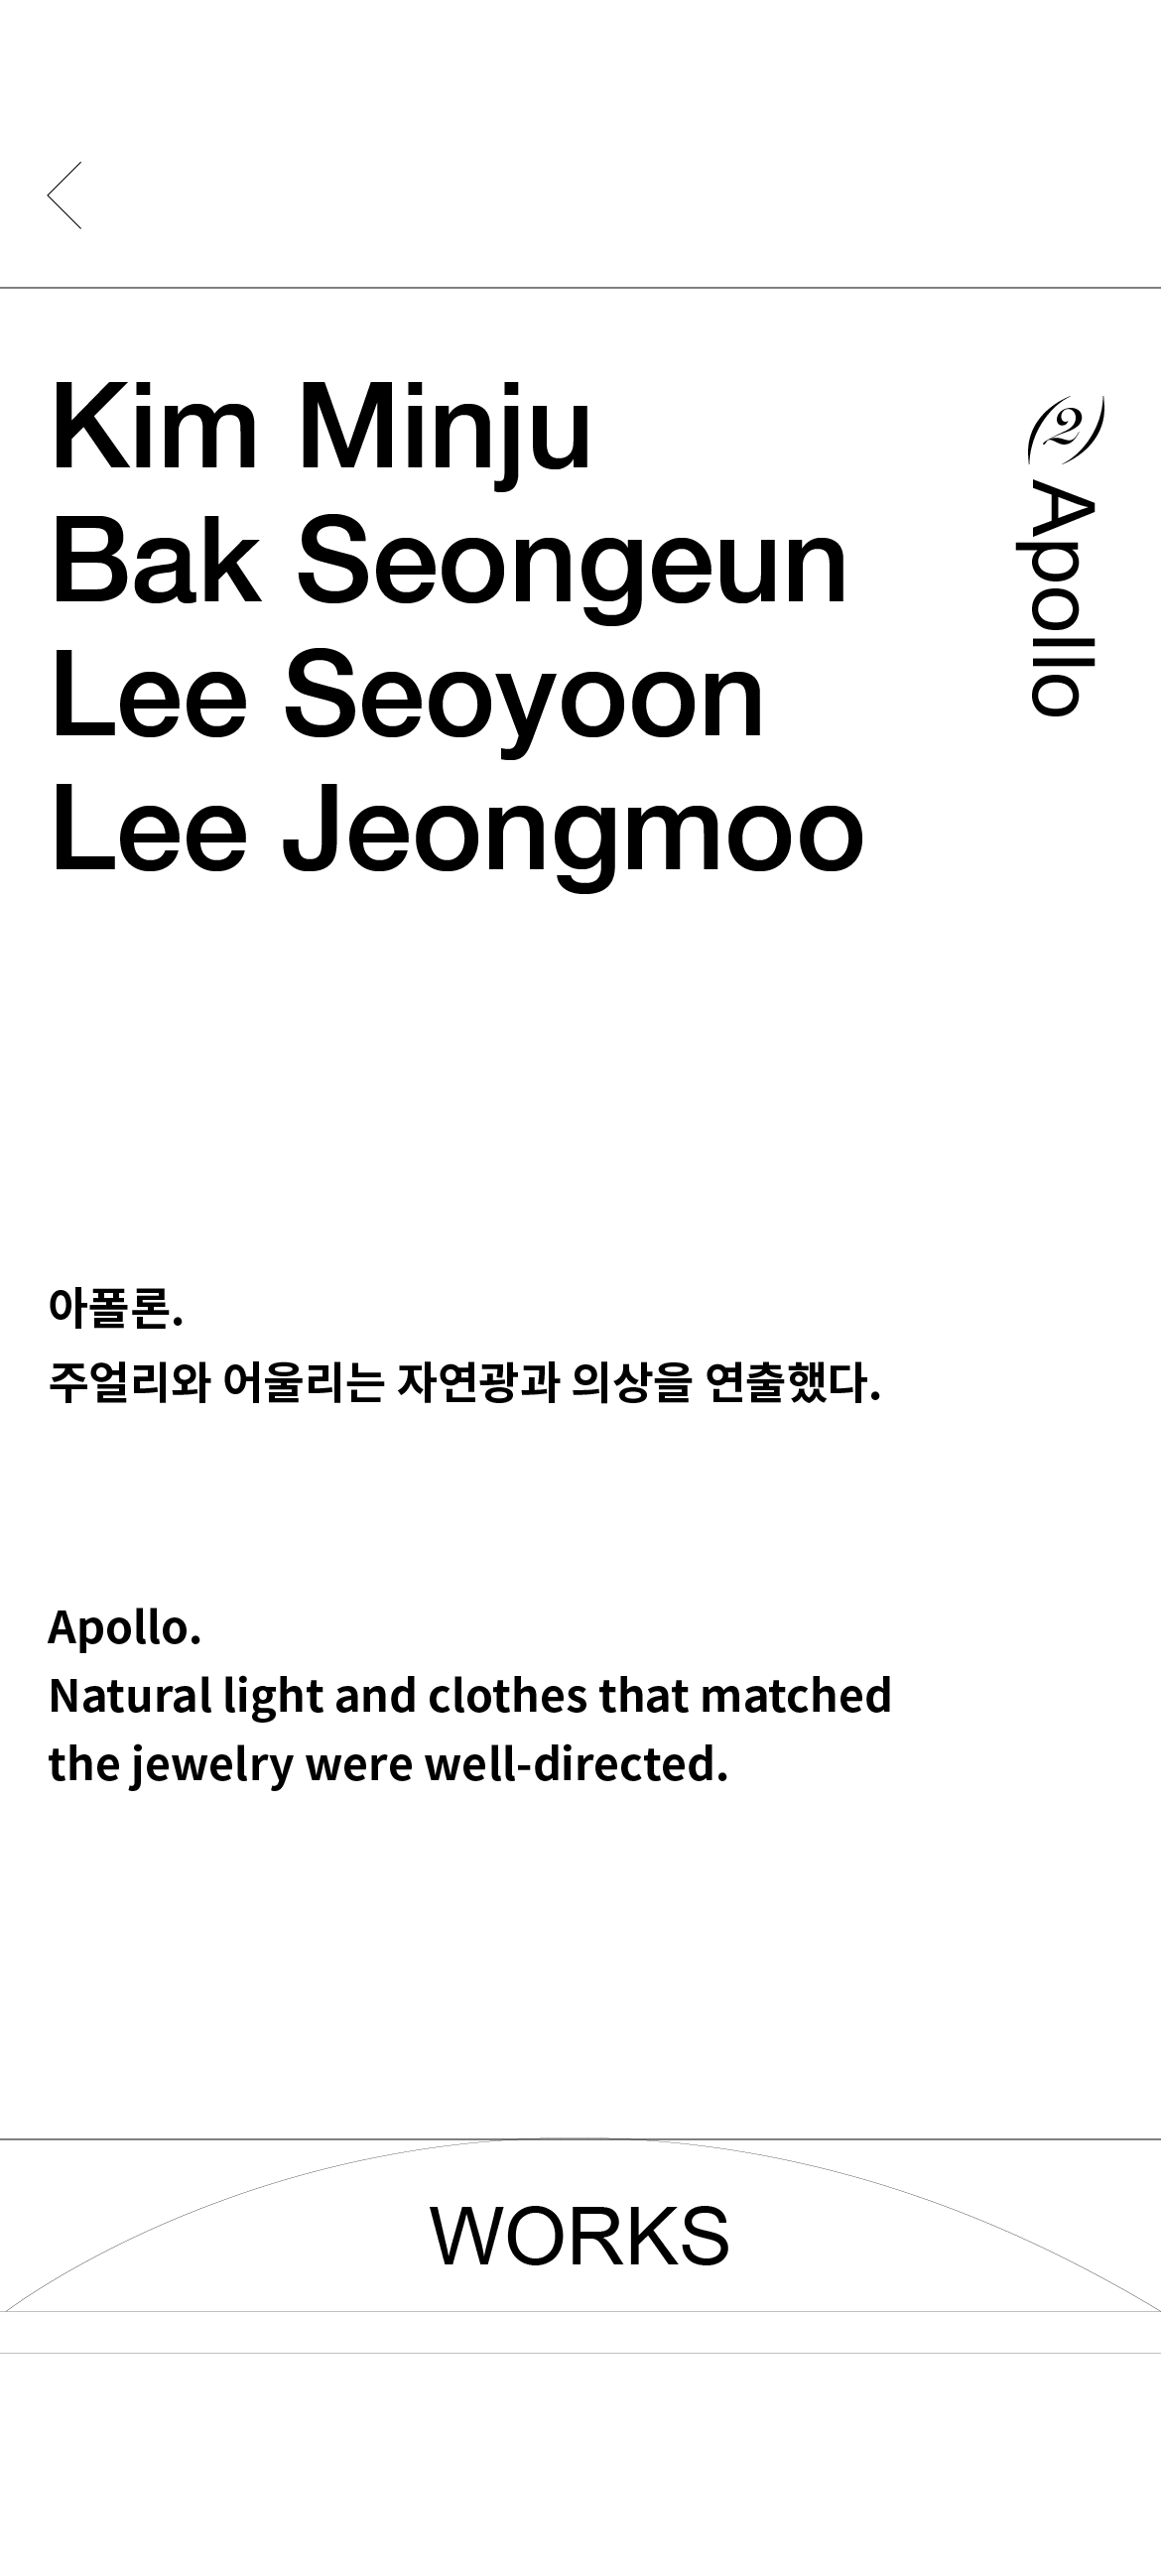 Kim Minju
Bak Seongeun
Lee Seoyoon
Lee Jeongmoo
(2) Apollo
아폴론.
주얼리와 어울리는 자연광과 의상을 연출했다.
Apollo.
Natural light and clothes that matched
the jewelry were well-directed.
WORKS